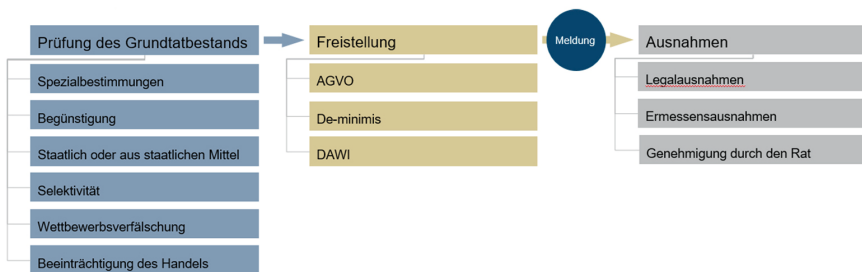 Prüfung des Grundtatbestands
Spezialbestimmungen
Begünstigung
Staatlich oder aus staatlichen Mittel
Selektivität
Wettbewerbsverfälschung
Beeinträchtigung des Handels
Freistellung
AGVO
De-minimis
DAWI
Meldung
Ausnahmen
Legalausnahmen
Ermessensausnahmen
Genehmigung durch den Rat